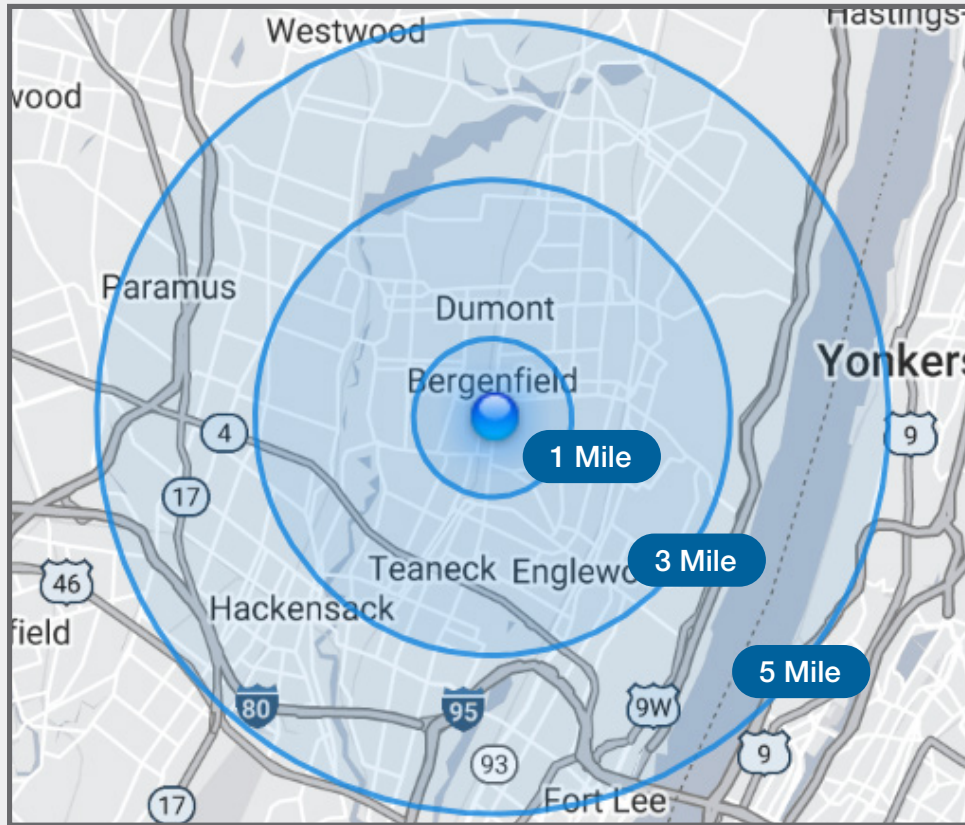 Hastings-
Westwood
wood
Paramus
Dumont
Yonkers
Bergenfield
4
9
1 Mile
17
3 Mile
Teaneck
Englewo
46
Hackensack
field
5 Mile
80
95
9W
9
93
17
Fort Lee